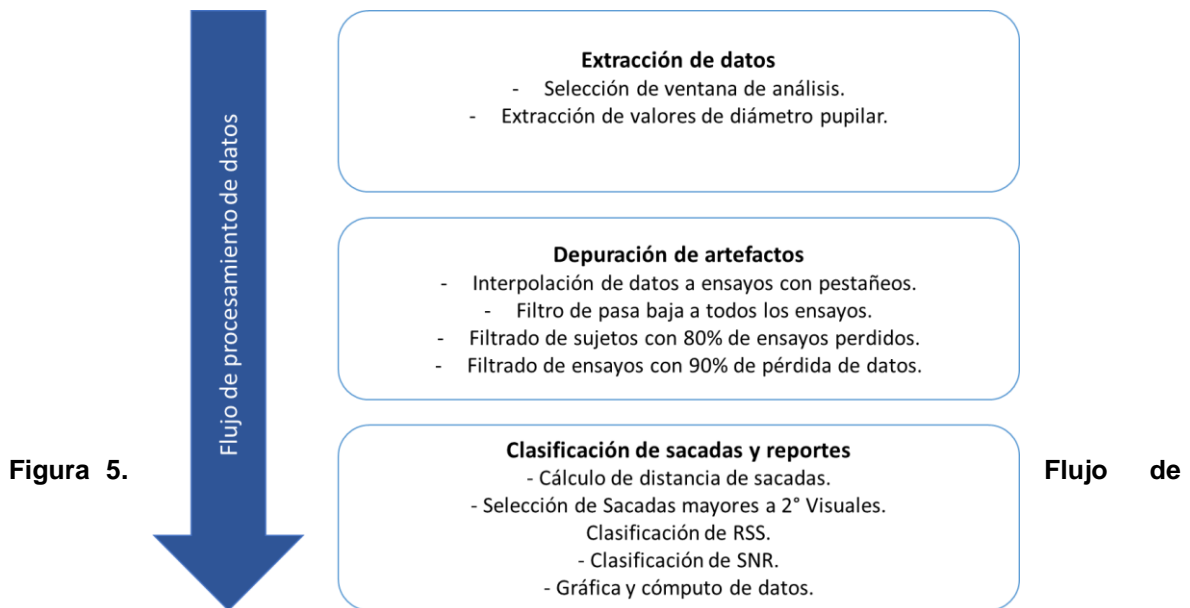 Flujo de procesamiento de datos
Extracción de datos
- Selección de ventana de análisis.
- Extracción de valores de diámetro pupilar.
Depuración de artefactos
- Interpolación de datos a ensayos con pestañeos.
- Filtro de pasa baja a todos los ensayos.
- Filtrado de sujetos con 80% de ensayos perdidos.
- Filtrado de ensayos con 90% de pérdida de datos.
Clasificación de sacadas y reportes
- Cálculo de distancia de sacadas.
- Selección de Sacadas mayores a 2° Visuales.
Clasificación de RSS.
- Clasificación de SNR.
- Gráfica y cómputo de datos.
Figura 5. Flujo de